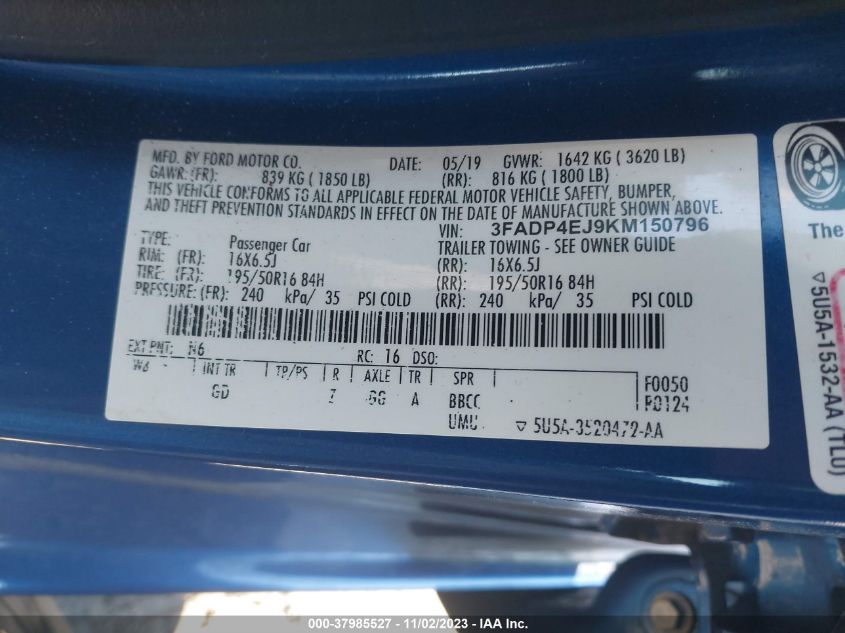 MFD. BY FORD MOTOR CO. DATE: 05/19 GVWR: 1642 KG ( 3620 LB)
GAWR: (FR): 839 KG ( 1850 LB) (RR): 816 KG ( 1800 LB)
THIS VEHICLE CONFORMS TO ALL APPLICABLE FEDERAL MOTOR VEHICLE SAFETY, BUMPER,
AND THEFT PREVENTION STANDARDS IN EFFECT ON THE DATE OF MANUFACTURE SHOWN ABOVE.
VIN: 3FADP4EJ9KM150796
TYPE: Passenger Car TRAILER TOWING - SEE OWNER GUIDE
RIM: (FR): 16X6.5J (RR): 16X6.5J
TIRE: (FR): 195/50R16 84H (RR): 195/50R16 84H
PRESSURE: (FR): 240 kPa/ 35 PSI COLD (RR): 240 kPa/ 35 PSI COLD
EXT PNT: N6 RC: 16 DSO:
INT TR TP/PS R AXLE TR SPR F0050
GD GG A BBCC
UMU 5U5A-3520472-AA
The
5U5A-1532-AA (TLU)
000-37985527 - 11/02/2023 - IAA Inc.